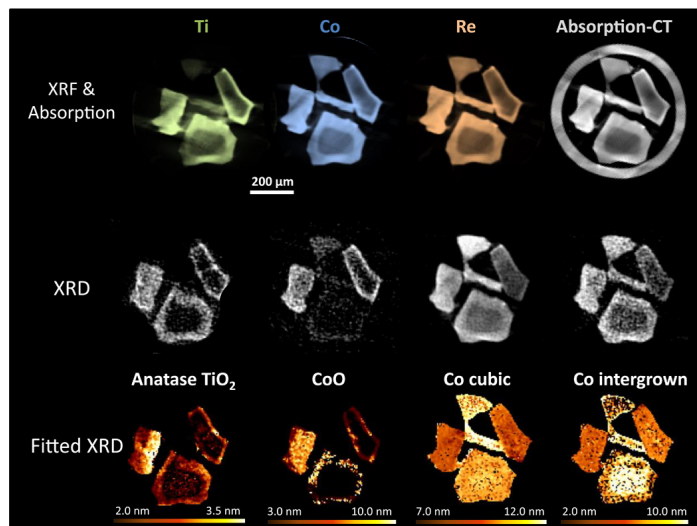 Ti Co Re Absorption-CT
XRF &
Absorption
200 µm
XRD
Anatase TiO₂ CoO Co cubic Co intergrown
Fitted XRD
2.0 nm 3.5 nm 3.0 nm 10.0 nm 7.0 nm 12.0 nm 2.0 nm 10.0 nm